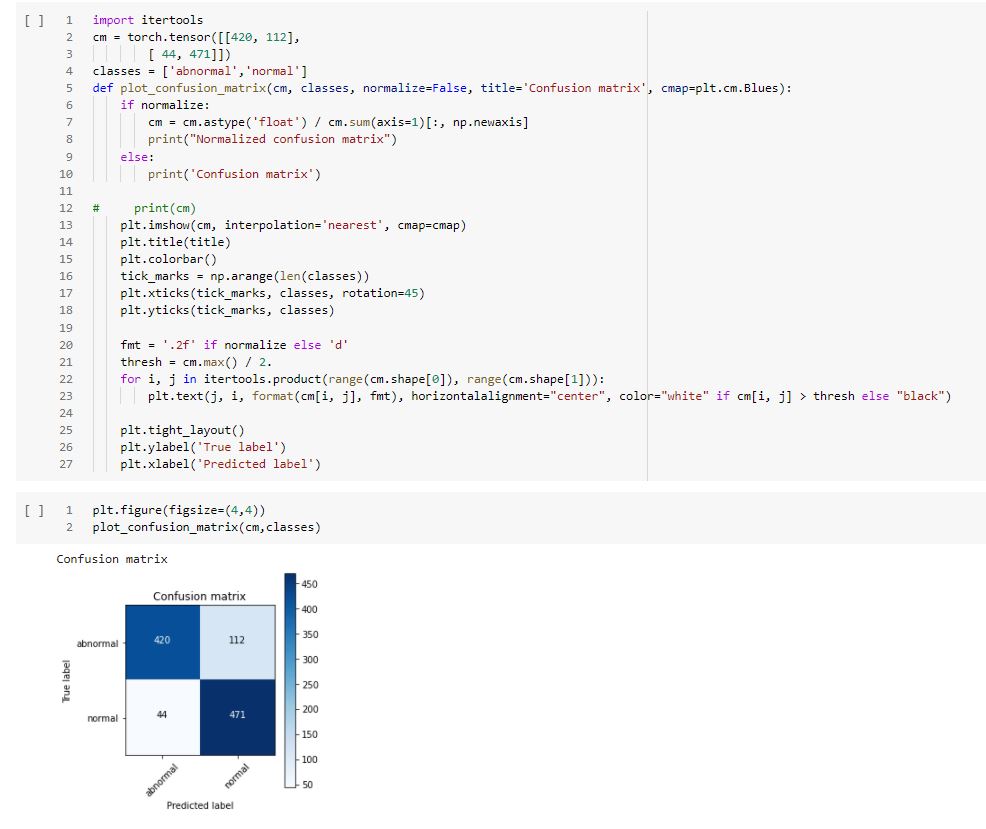 [ ] 1 import itertools
2 cm = torch.tensor([[420, 112],
3 [ 44, 471]])
4 classes = ['abnormal','normal']
5 def plot_confusion_matrix(cm, classes, normalize=False, title='Confusion matrix', cmap=plt.cm.Blues):
6 if normalize:
7 cm = cm.astype('float') / cm.sum(axis=1)[:, np.newaxis]
8 print("Normalized confusion matrix")
9 else:
10 print('Confusion matrix')
11
12 # print(cm)
13 plt.imshow(cm, interpolation='nearest', cmap=cmap)
14 plt.title(title)
15 plt.colorbar()
16 tick_marks = np.arange(len(classes))
17 plt.xticks(tick_marks, classes, rotation=45)
18 plt.yticks(tick_marks, classes)
19
20 fmt = '.2f' if normalize else 'd'
21 thresh = cm.max() / 2.
22 for i, j in itertools.product(range(cm.shape[0]), range(cm.shape[1])):
23 plt.text(j, i, format(cm[i, j], fmt), horizontalalignment="center", color="white" if cm[i, j] > thresh else "black")
24
25 plt.tight_layout()
26 plt.ylabel('True label')
27 plt.xlabel('Predicted label')
[ ] 1 plt.figure(figsize=(4,4))
2 plot_confusion_matrix(cm,classes)
Confusion matrix
Confusion matrix
True label
abnormal
normal
420 112
44 471
abnormal
normal
Predicted label
450
400
350
300
250
200
150
100
50